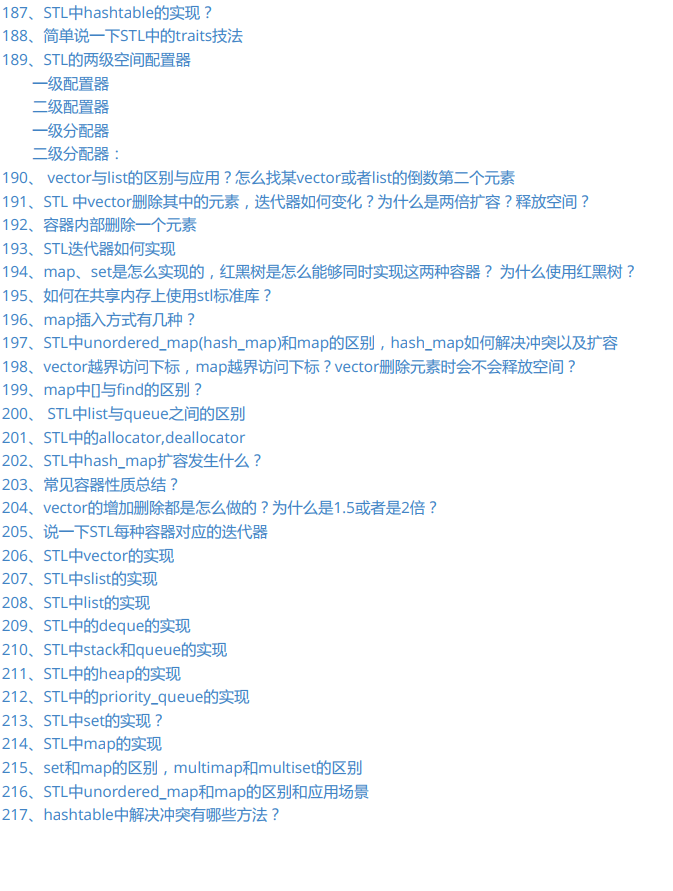 187、STL中hashtable的实现？
188、简单说一下STL中的traits技法
189、STL的两级空间配置器
一级配置器
二级配置器
一级分配器
二级分配器：
190、 vector与list的区别与应用？怎么找某vector或者list的倒数第二个元素
191、STL 中vector删除其中的元素，迭代器如何变化？为什么是两倍扩容？释放空间？
192、容器内部删除一个元素
193、STL迭代器如何实现
194、map、set是怎么实现的，红黑树是怎么能够同时实现这两种容器？ 为什么使用红黑树？
195、如何在共享内存上使用stl标准库？
196、map插入方式有几种？
197、STL中unordered_map(hash_map)和map的区别，hash_map如何解决冲突以及扩容
198、vector越界访问下标，map越界访问下标？vector删除元素时会不会释放空间？
199、map中[]与find的区别？
200、 STL中list与queue之间的区别
201、STL中的allocator,deallocator
202、STL中hash_map扩容发生什么？
203、常见容器性质总结？
204、vector的增加删除都是怎么做的？为什么是1.5或者是2倍？
205、说一下STL每种容器对应的迭代器
206、STL中vector的实现
207、STL中slist的实现
208、STL中list的实现
209、STL中的deque的实现
210、STL中stack和queue的实现
211、STL中的heap的实现
212、STL中的priority_queue的实现
213、STL中set的实现？
214、STL中map的实现
215、set和map的区别，multimap和multiset的区别
216、STL中unordered_map和map的区别和应用场景
217、hashtable中解决冲突有哪些方法？